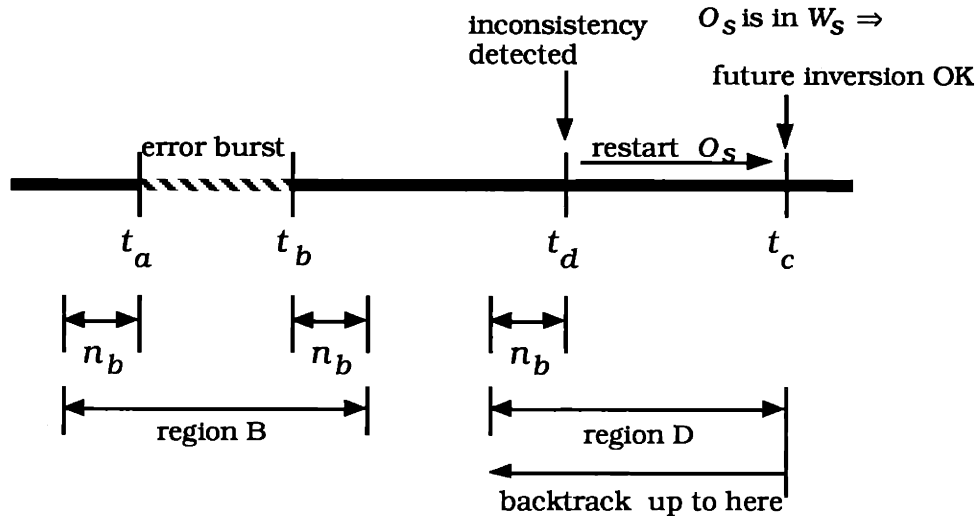 inconsistency
detected
O_s is in W_s ⇒
future inversion OK
error burst
restart O_s
t_a
t_b
t_d
t_c
n_b
n_b
n_b
region B
region D
backtrack up to here